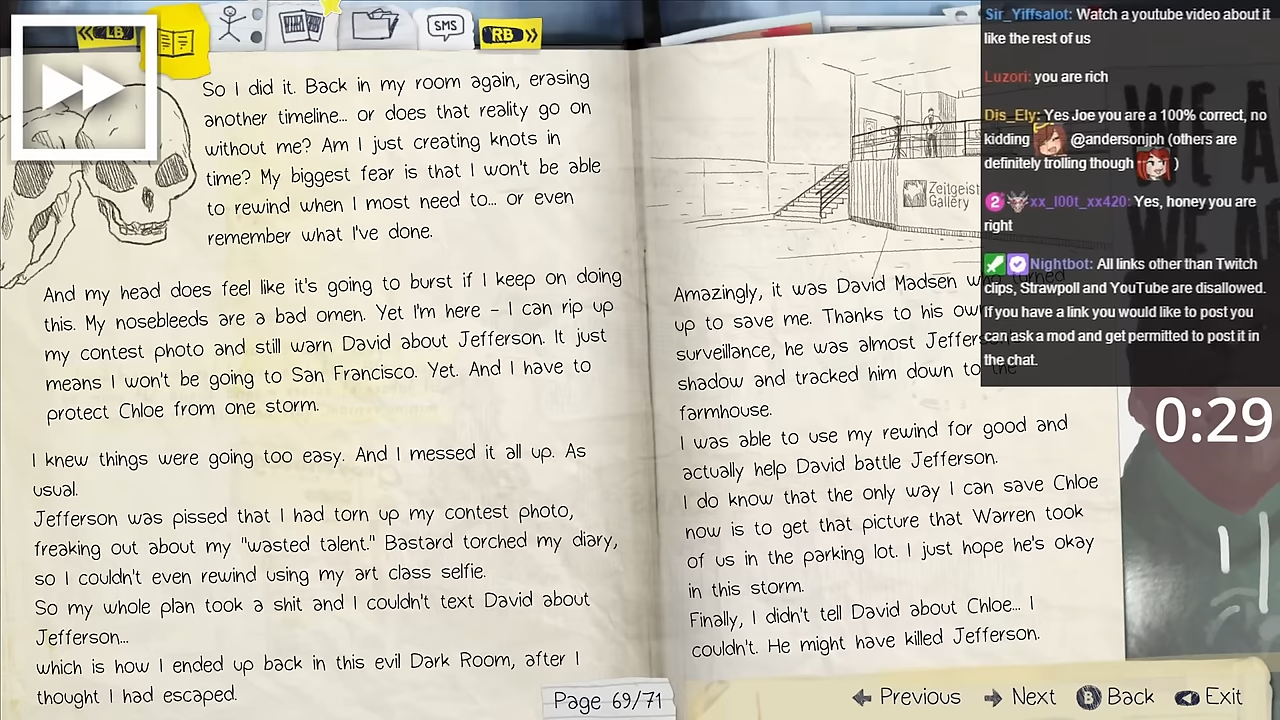 LB
SMS
RB
So I did it. Back in my room again, erasing
another timeline... or does that reality go on
without me? Am I just creating knots in
time? My biggest fear is that I won't be able
to rewind when I most need to... or even
remember what I've done.
And my head does feel like it's going to burst if I keep on doing
this. My nosebleeds are a bad omen. Yet I'm here - I can rip up
my contest photo and still warn David about Jefferson. It just
means I won't be going to San Francisco. Yet. And I have to
protect Chloe from one storm.
I knew things were going too easy. And I messed it all up. As
usual.
Jefferson was pissed that I had torn up my contest photo,
freaking out about my "wasted talent." Bastard torched my diary,
so I couldn't even rewind using my art class selfie.
So my whole plan took a shit and I couldn't text David about
Jefferson...
which is how I ended up back in this evil Dark Room, after I
thought I had escaped.
Zeitgeist
Gallery
Amazingly, it was David Madsen who turned
up to save me. Thanks to his own
surveillance, he was almost Jefferson's
shadow and tracked him down to the
farmhouse.
I was able to use my rewind for good and
actually help David battle Jefferson.
I do know that the only way I can save Chloe
now is to get that picture that Warren took
of us in the parking lot. I just hope he's okay
in this storm.
Finally, I didn't tell David about Chloe... I
couldn't. He might have killed Jefferson.
Page 69/71
Previous
Next
B Back
Exit
Sir_Yiffsalot: Watch a youtube video about it
like the rest of us
Luzori: you are rich
Dis_Ely: Yes Joe you are a 100% correct, no
kidding @andersonjph (others are
definitely trolling though )
2 xx_l00t_xx420: Yes, honey you are
right
Nightbot: All links other than Twitch
clips, Strawpoll and YouTube are disallowed.
If you have a link you would like to post you
can ask a mod and get permitted to post it in
the chat.
WE A
WE A
0:29